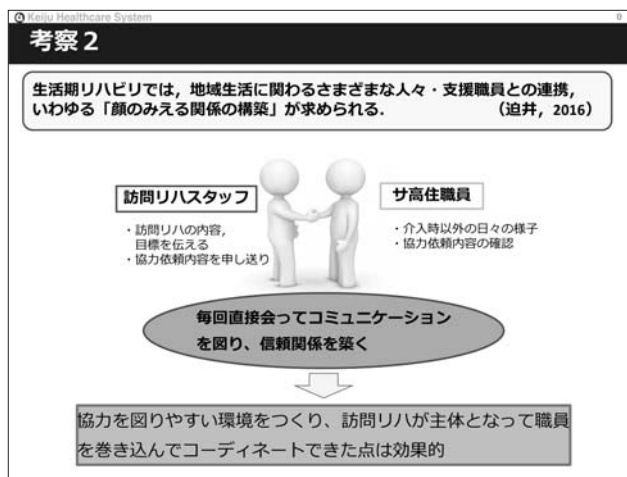 Keiju Healthcare System
9
考察２
生活期リハビリでは，地域生活に関わるさまざまな人々・支援職員との連携，
いわゆる「顔のみえる関係の構築」が求められる． （迫井，2016）
訪問リハスタッフ
・訪問リハの内容，
目標を伝える
・協力依頼内容を申し送り
サ高住職員
・介入時以外の日々の様子
・協力依頼内容の確認
毎回直接会ってコミュニケーション
を図り、信頼関係を築く
協力を図りやすい環境をつくり、訪問リハが主体となって職員
を巻き込んでコーディネートできた点は効果的